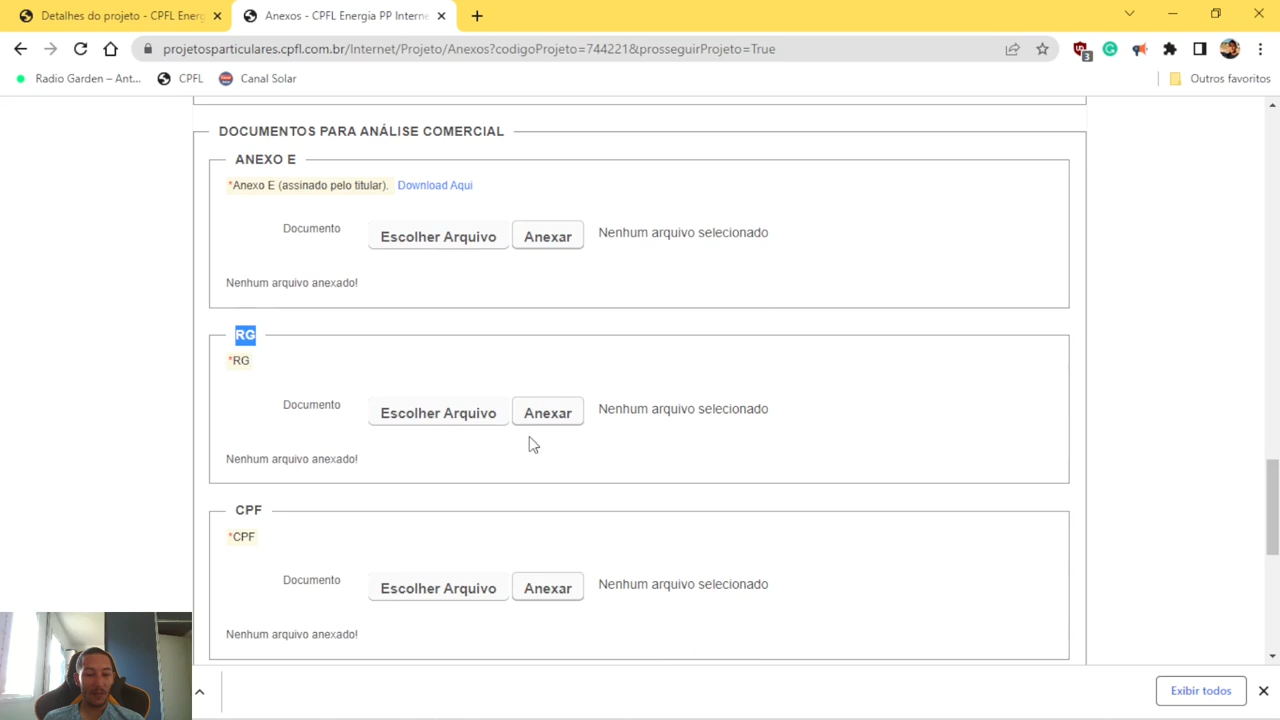 Detalhes do projeto - CPFL Energ
Anexos - CPFL Energia PP Interne
projetosparticulares.cpfl.com.br/Internet/Projeto/Anexos?codigoProjeto=744221&prosseguirProjeto=True
3
Radio Garden – Ant...
CPFL
Canal Solar
Outros favoritos
DOCUMENTOS PARA ANÁLISE COMERCIAL
ANEXO E
*Anexo E (assinado pelo titular). Download Aqui
Documento Escolher Arquivo Anexar Nenhum arquivo selecionado
Nenhum arquivo anexado!
RG
*RG
Documento Escolher Arquivo Anexar Nenhum arquivo selecionado
Nenhum arquivo anexado!
CPF
*CPF
Documento Escolher Arquivo Anexar Nenhum arquivo selecionado
Nenhum arquivo anexado!
Exibir todos